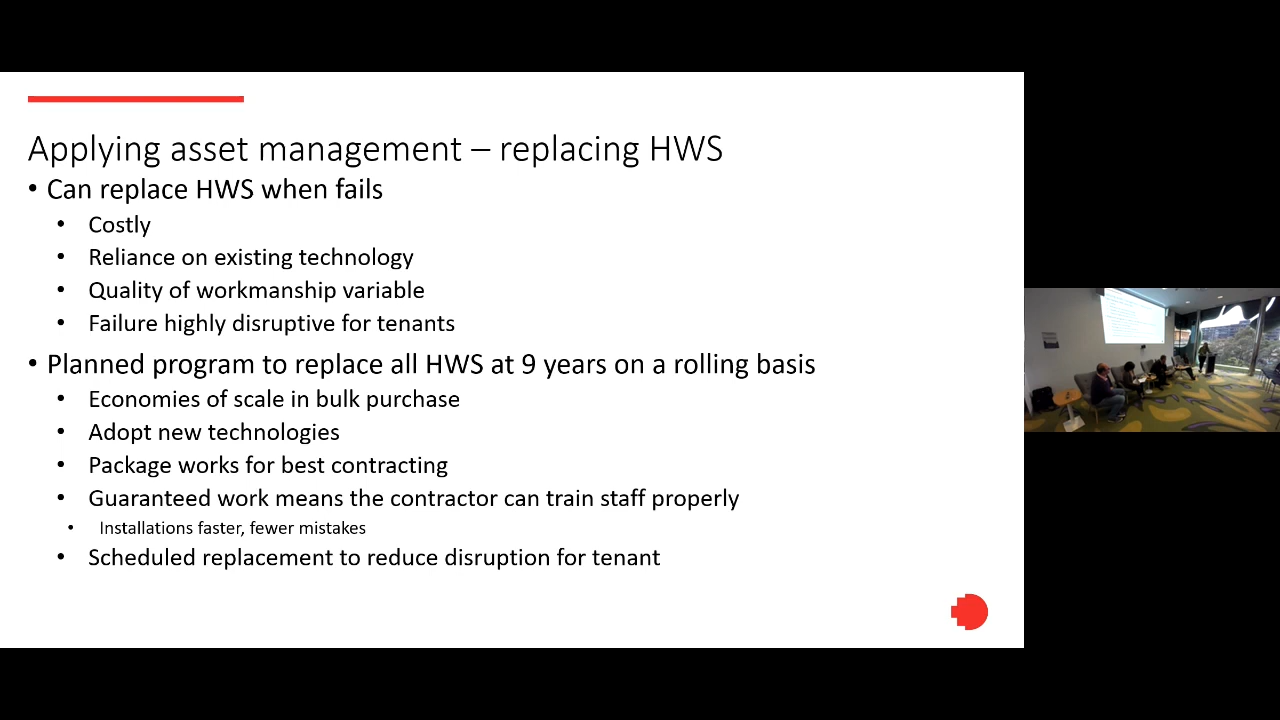 Applying asset management – replacing HWS
• Can replace HWS when fails
• Costly
• Reliance on existing technology
• Quality of workmanship variable
• Failure highly disruptive for tenants
• Planned program to replace all HWS at 9 years on a rolling basis
• Economies of scale in bulk purchase
• Adopt new technologies
• Package works for best contracting
• Guaranteed work means the contractor can train staff properly
• Installations faster, fewer mistakes
• Scheduled replacement to reduce disruption for tenant